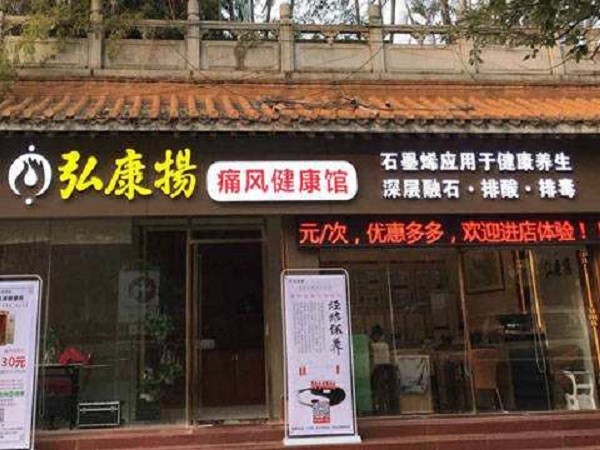 弘康揚
痛风健康馆
石墨烯应用于健康养生
深层融石·排酸·排毒
元/次，优惠多多，欢迎进店体验！
经络保养
30元